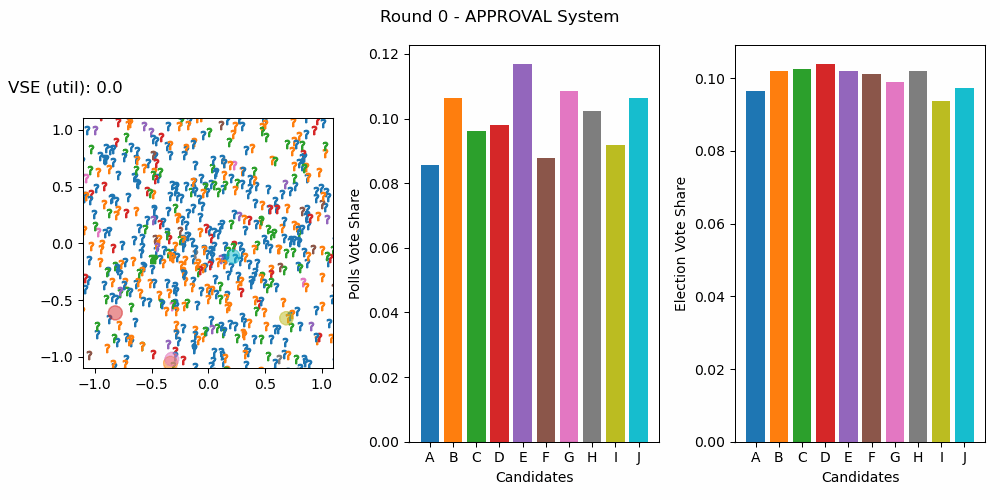 Round 0 - APPROVAL System
VSE (util): 0.0
1.0
0.5
0.0
−0.5
−1.0
−1.0 −0.5 0.0 0.5 1.0
Polls Vote Share
0.12
0.10
0.08
0.06
0.04
0.02
0.00
A B C D E F G H I J
Candidates
Election Vote Share
0.10
0.08
0.06
0.04
0.02
0.00
A B C D E F G H I J
Candidates